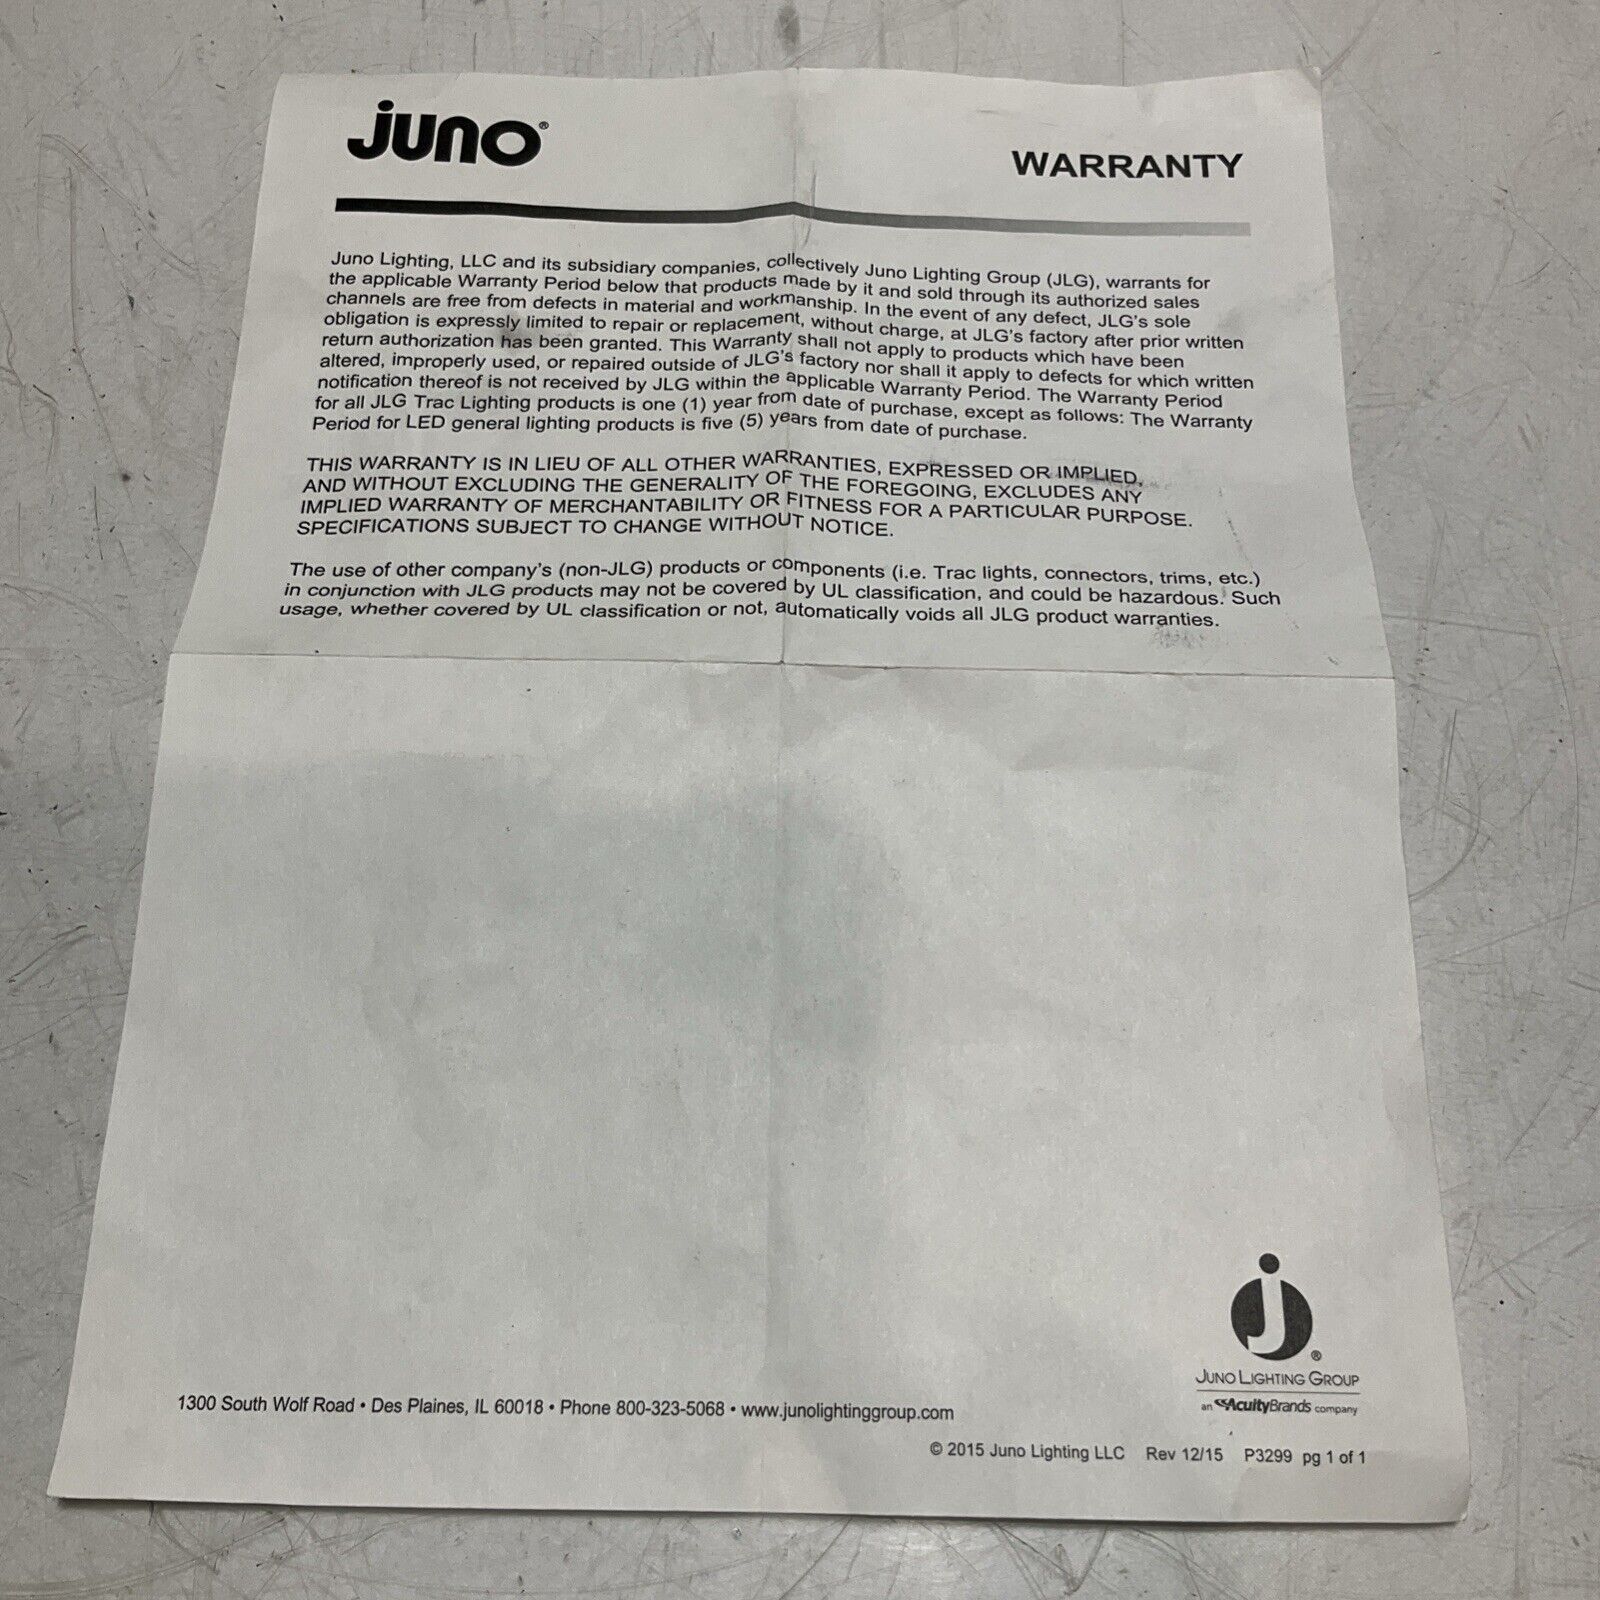 juno®
WARRANTY
Juno Lighting, LLC and its subsidiary companies, collectively Juno Lighting Group (JLG), warrants for
the applicable Warranty Period below that products made by it and sold through its authorized sales
channels are free from defects in material and workmanship. In the event of any defect, JLG's sole
obligation is expressly limited to repair or replacement, without charge, at JLG's factory after prior written
return authorization has been granted. This Warranty shall not apply to products which have been
altered, improperly used, or repaired outside of JLG's factory nor shall it apply to defects for which written
notification thereof is not received by JLG within the applicable Warranty Period. The Warranty Period
for all JLG Trac Lighting products is one (1) year from date of purchase, except as follows: The Warranty
Period for LED general lighting products is five (5) years from date of purchase.
THIS WARRANTY IS IN LIEU OF ALL OTHER WARRANTIES, EXPRESSED OR IMPLIED,
AND WITHOUT EXCLUDING THE GENERALITY OF THE FOREGOING, EXCLUDES ANY
IMPLIED WARRANTY OF MERCHANTABILITY OR FITNESS FOR A PARTICULAR PURPOSE.
SPECIFICATIONS SUBJECT TO CHANGE WITHOUT NOTICE.
The use of other company's (non-JLG) products or components (i.e. Trac lights, connectors, trims, etc.)
in conjunction with JLG products may not be covered by UL classification, and could be hazardous. Such
usage, whether covered by UL classification or not, automatically voids all JLG product warranties.
j®
JUNO LIGHTING GROUP
an AcuityBrands company
1300 South Wolf Road • Des Plaines, IL 60018 • Phone 800-323-5068 • www.junolightinggroup.com
© 2015 Juno Lighting LLC Rev 12/15 P3299 pg 1 of 1